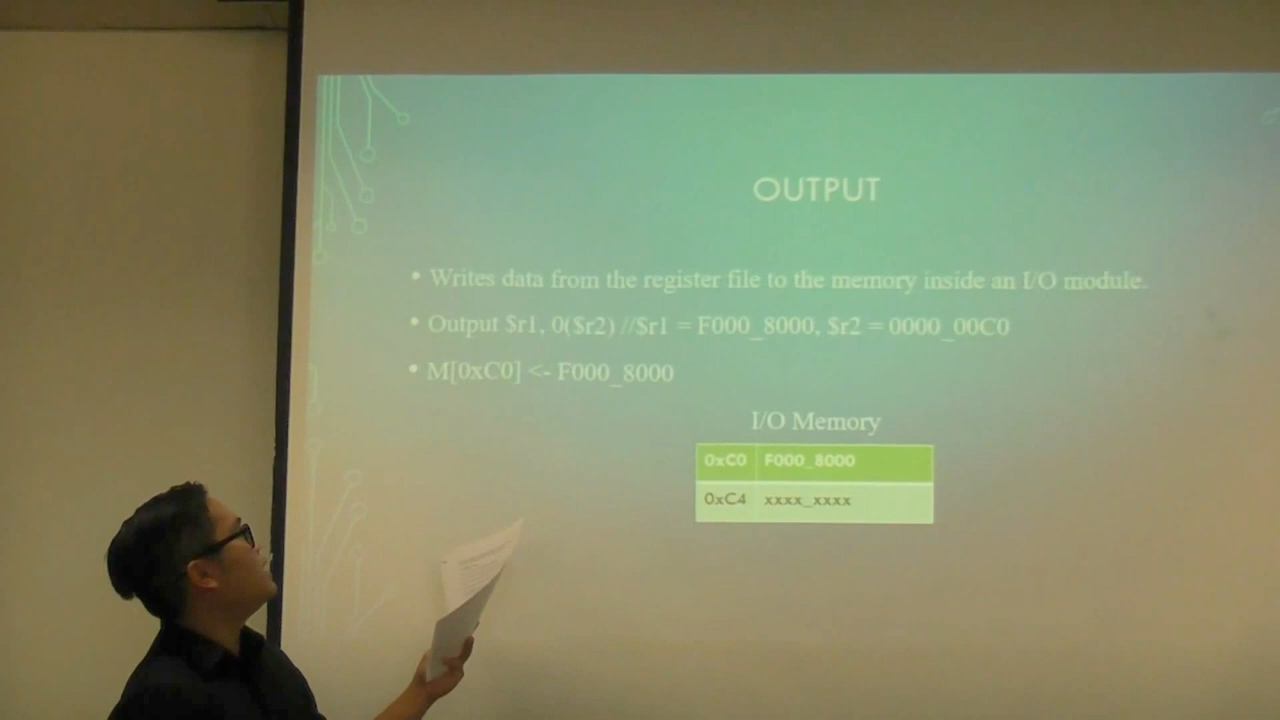 OUTPUT
• Writes data from the register file to the memory inside an I/O module.
• Output $r1, 0($r2) //$r1 = F000_8000, $r2 = 0000_00C0
• M[0xC0] <- F000_8000
I/O Memory
0xC0 F000_8000
0xC4 xxxx_xxxx